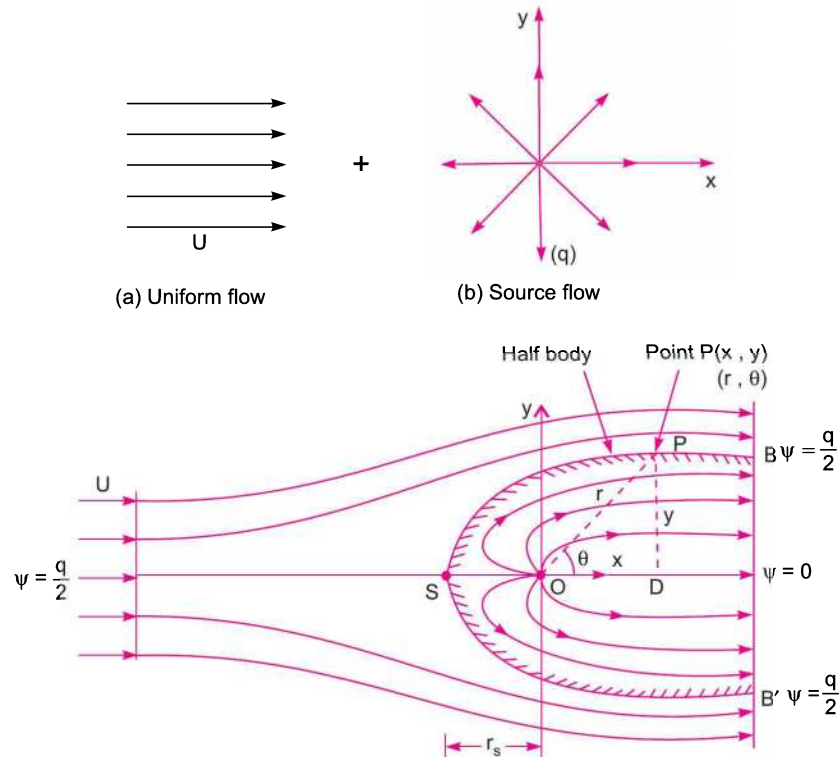 y
+
x
U
(q)
(a) Uniform flow
(b) Source flow
Half body
Point P(x , y)
(r , θ)
y
P
B ψ = q/2
U
r
y
θ
x
ψ = q/2
S
O
D
ψ = 0
B′ ψ = q/2
rₛ